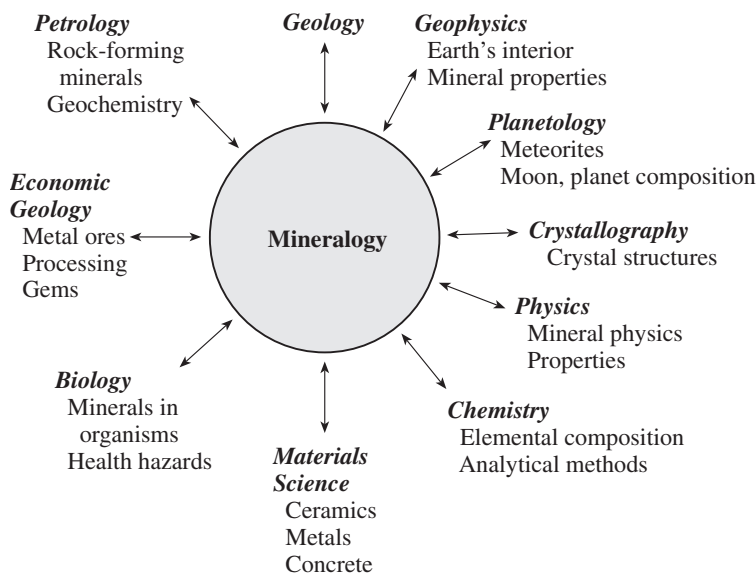 Petrology
Rock-forming
minerals
Geochemistry
Geology
Geophysics
Earth's interior
Mineral properties
Planetology
Meteorites
Moon, planet composition
Economic
Geology
Metal ores
Processing
Gems
Mineralogy
Crystallography
Crystal structures
Physics
Mineral physics
Properties
Biology
Minerals in
organisms
Health hazards
Materials
Science
Ceramics
Metals
Concrete
Chemistry
Elemental composition
Analytical methods